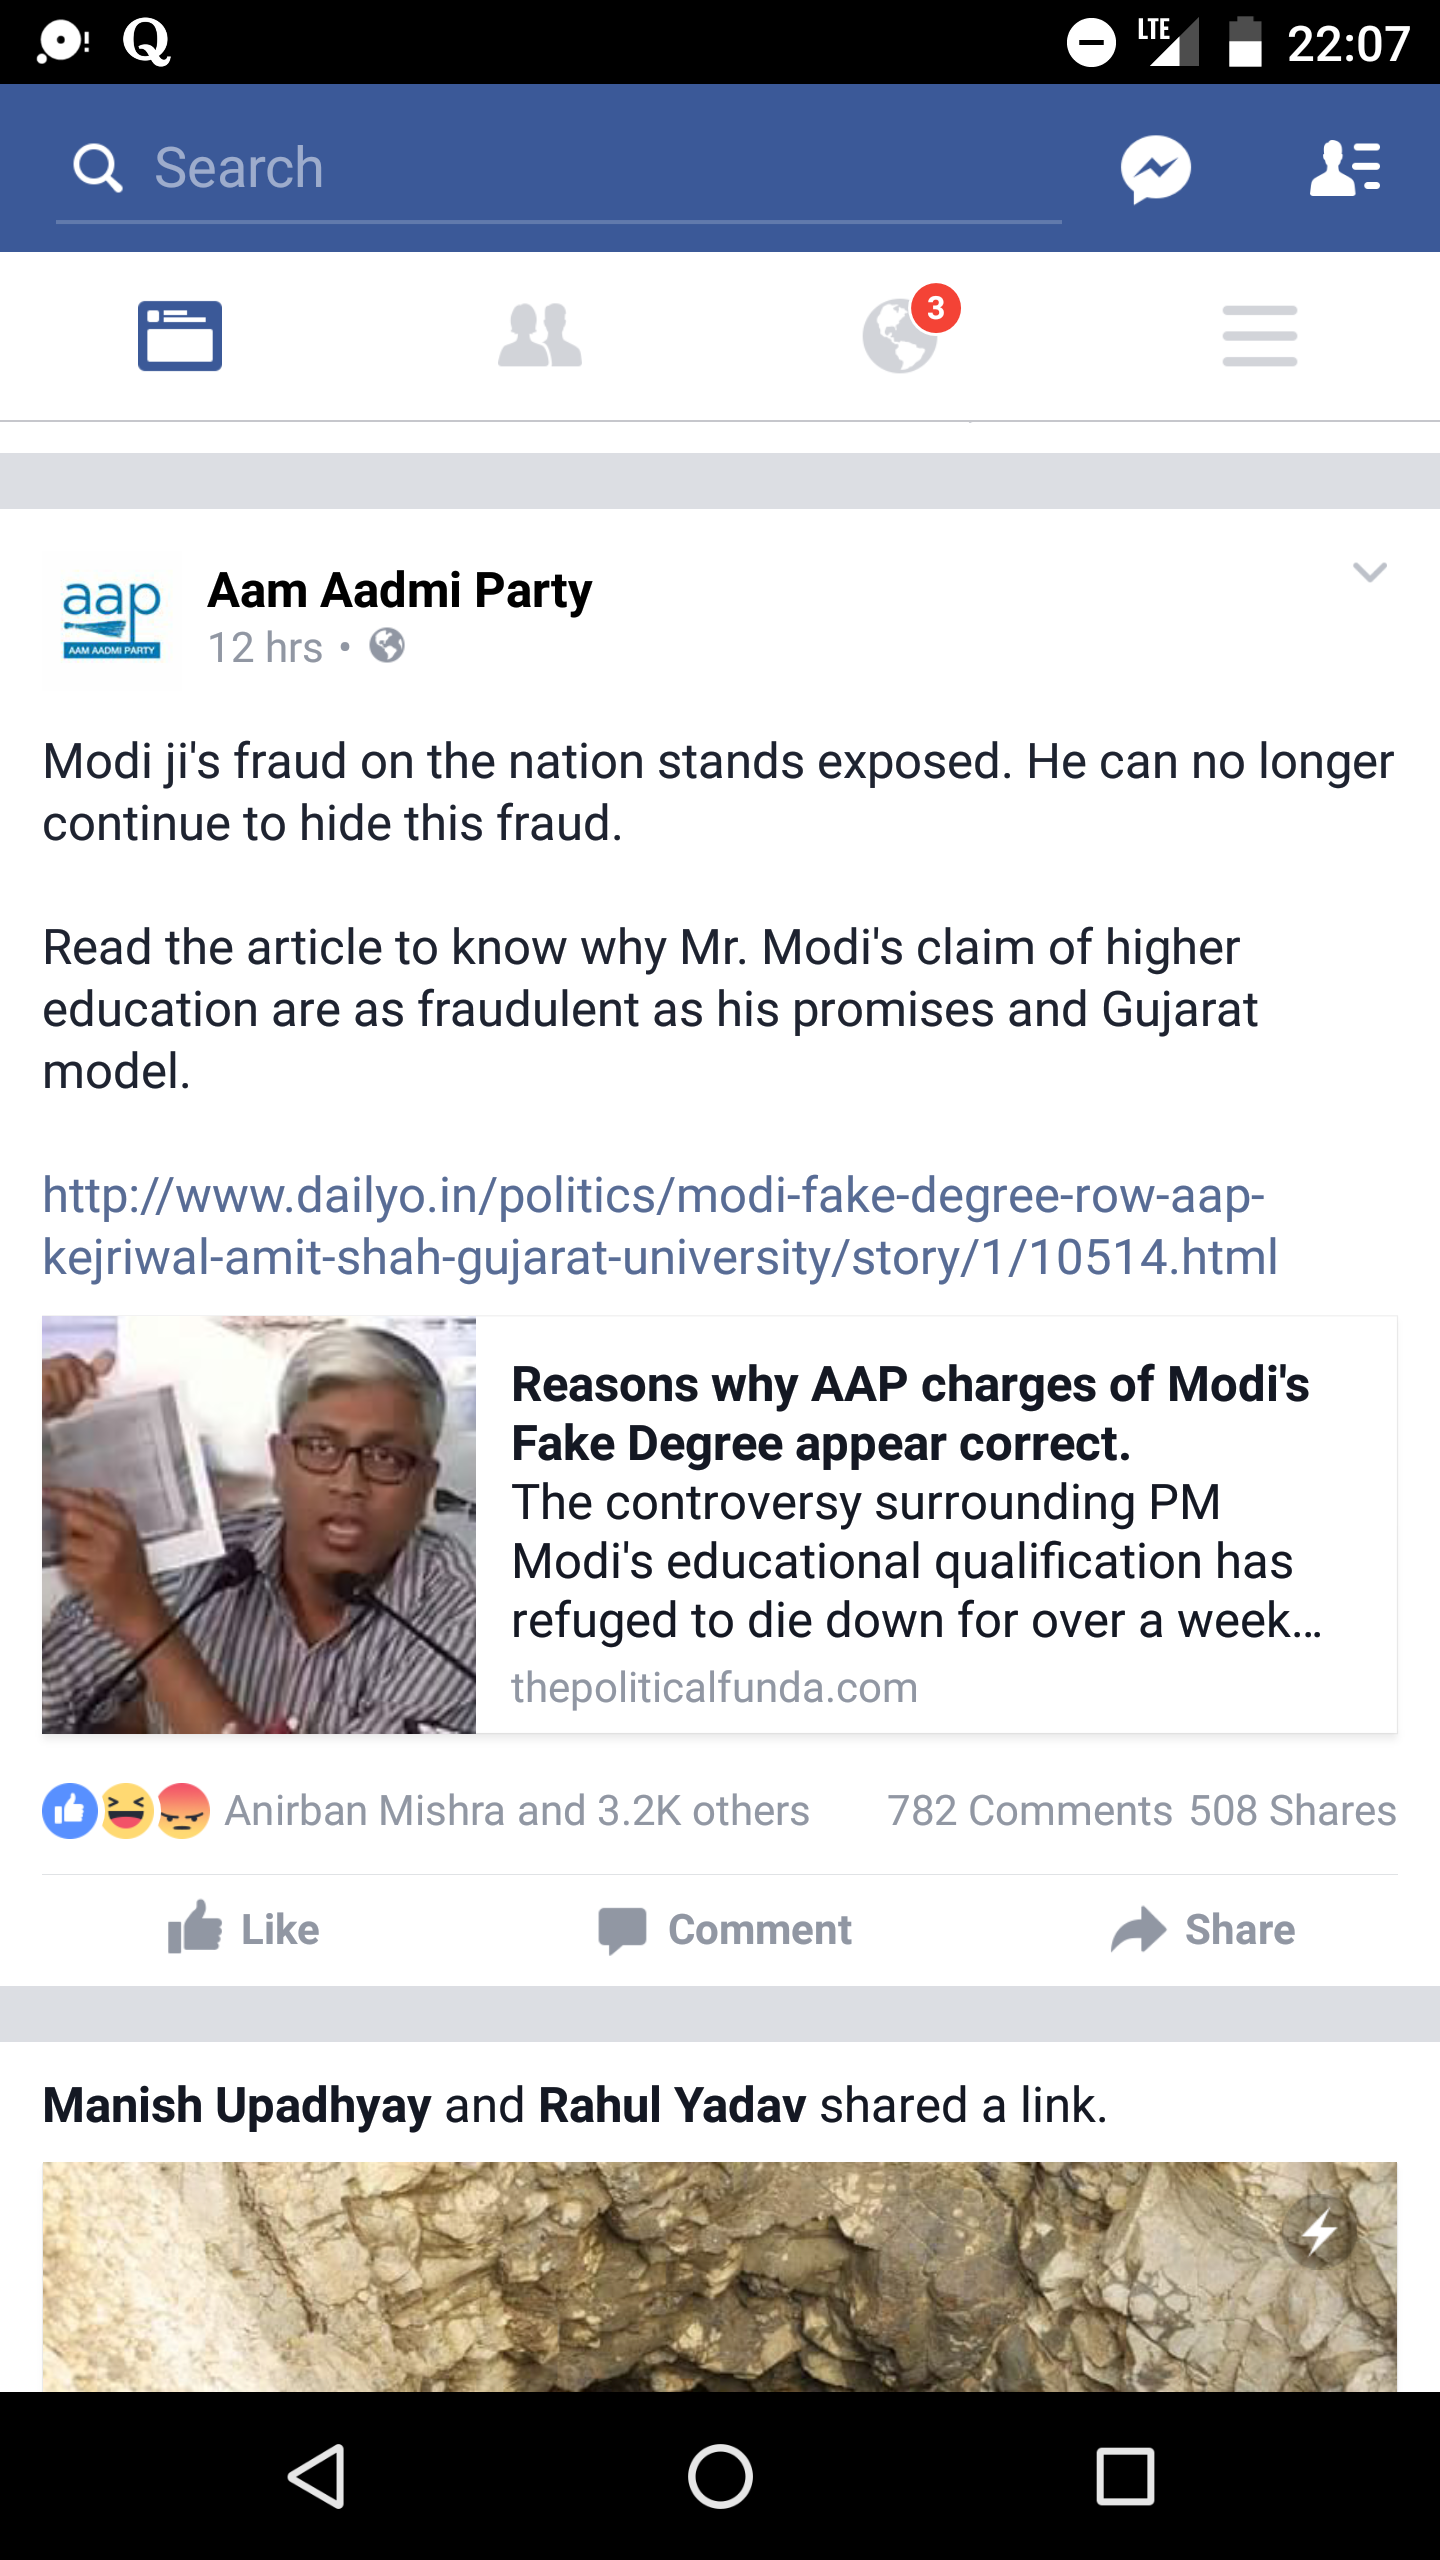 Q
LTE
22:07
Search
3
aap
AAM AADMI PARTY
Aam Aadmi Party
12 hrs •
Modi ji's fraud on the nation stands exposed. He can no longer
continue to hide this fraud.
Read the article to know why Mr. Modi's claim of higher
education are as fraudulent as his promises and Gujarat
model.
http://www.dailyo.in/politics/modi-fake-degree-row-aap-
kejriwal-amit-shah-gujarat-university/story/1/10514.html
Reasons why AAP charges of Modi's
Fake Degree appear correct.
The controversy surrounding PM
Modi's educational qualification has
refuged to die down for over a week...
thepoliticalfunda.com
Anirban Mishra and 3.2K others 782 Comments 508 Shares
Like Comment Share
Manish Upadhyay and Rahul Yadav shared a link.